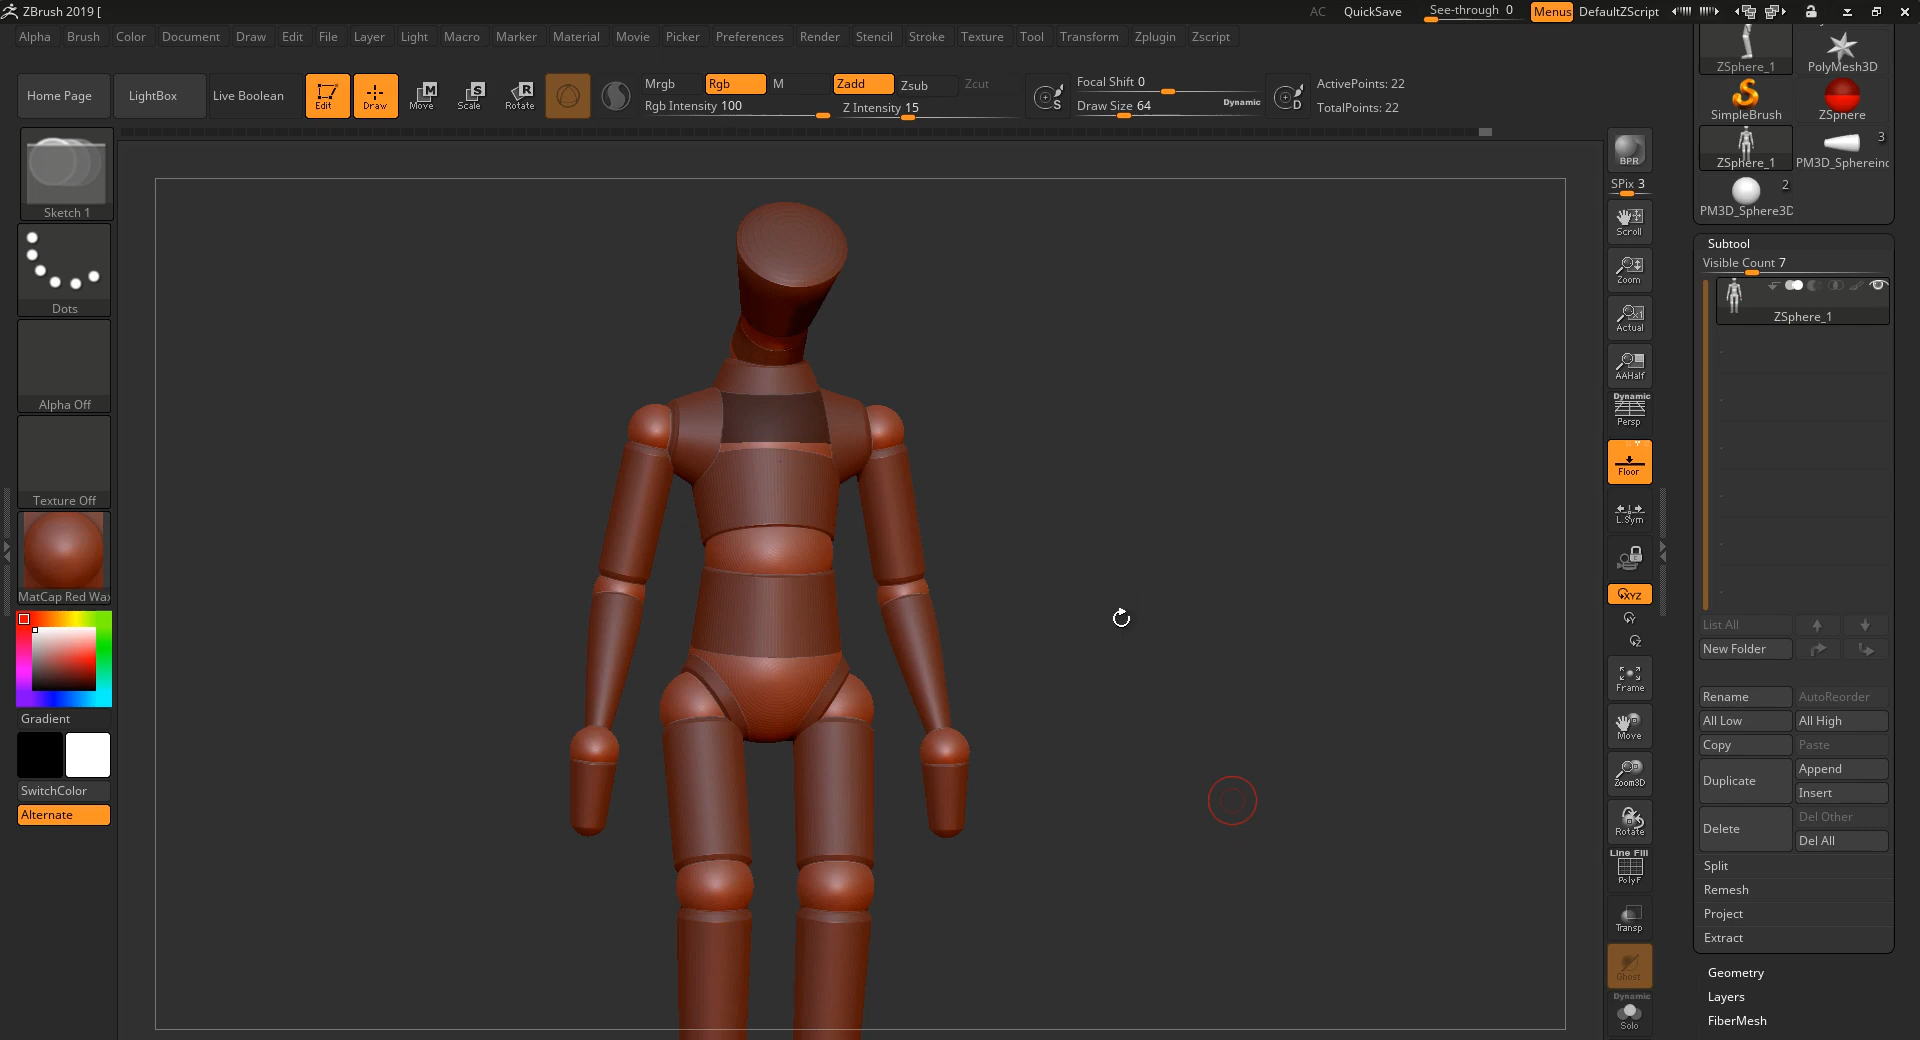 ZBrush 2019 [
AC QuickSave See-through 0 Menus DefaultZScript
Alpha Brush Color Document Draw Edit File Layer Light Macro Marker Material Movie Picker Preferences Render Stencil Stroke Texture Tool Transform Zplugin Zscript
Home Page LightBox Live Boolean Edit Draw Move Scale Rotate
Mrgb Rgb M Zadd Zsub Zcut
Rgb Intensity 100 Z Intensity 15
Focal Shift 0
Draw Size 64 Dynamic
ActivePoints: 22
TotalPoints: 22
Sketch 1
Dots
Alpha Off
Texture Off
MatCap Red Wax
Gradient
SwitchColor
Alternate
BPR
SPix 3
Scroll
Zoom
Actual
AAHalf
Dynamic
Persp
Floor
L.Sym
XYZ
Y
Z
Frame
Move
Zoom3D
Rotate
Line Fill
PolyF
Transp
Ghost
Dynamic
Solo
ZSphere_1 PolyMesh3D
SimpleBrush ZSphere
3
ZSphere_1 PM3D_Sphereinc
2
PM3D_Sphere3D
Subtool
Visible Count 7
ZSphere_1
List All
New Folder
Rename AutoReorder
All Low All High
Copy Paste
Duplicate Append
Insert
Delete Del Other
Del All
Split
Remesh
Project
Extract
Geometry
Layers
FiberMesh